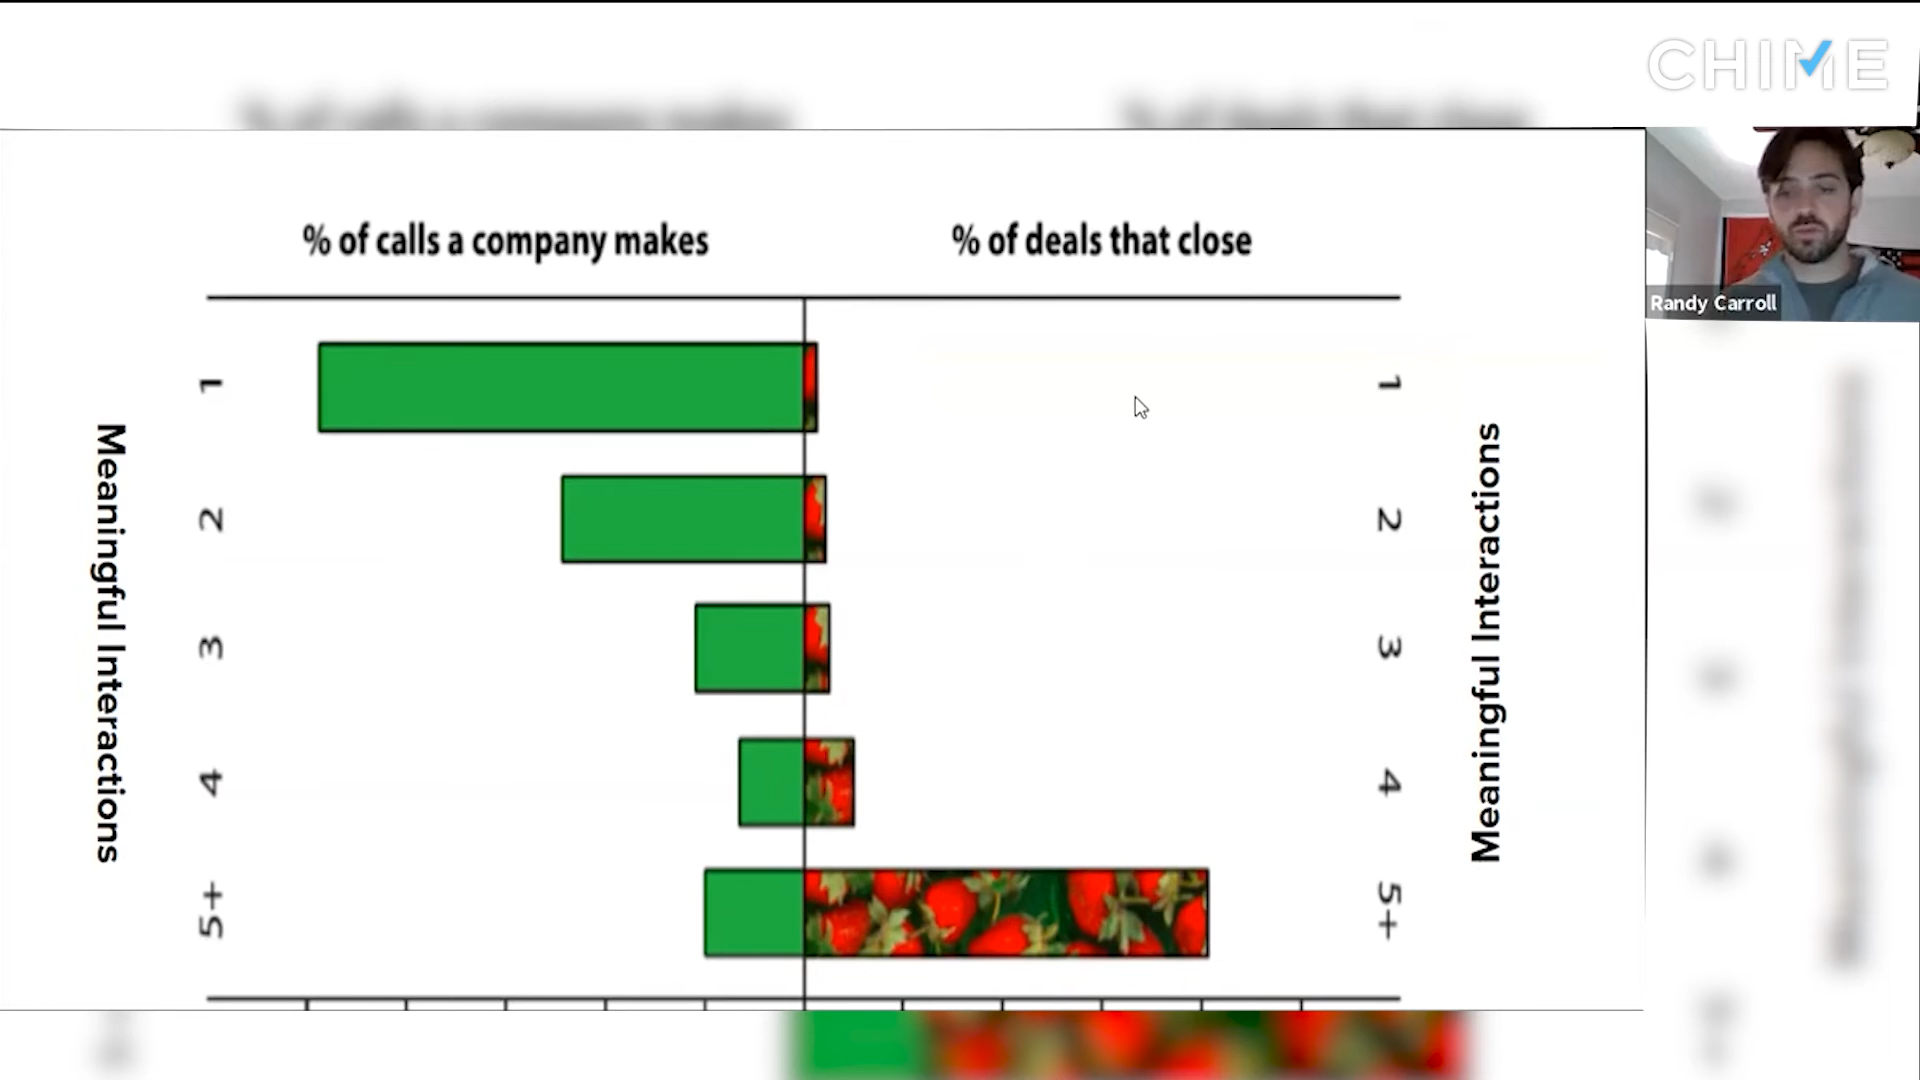 CHIME
% of calls a company makes
% of deals that close
Randy Carroll
Meaningful Interactions
1
2
3
4
5+
1
2
3
4
5+
Meaningful Interactions